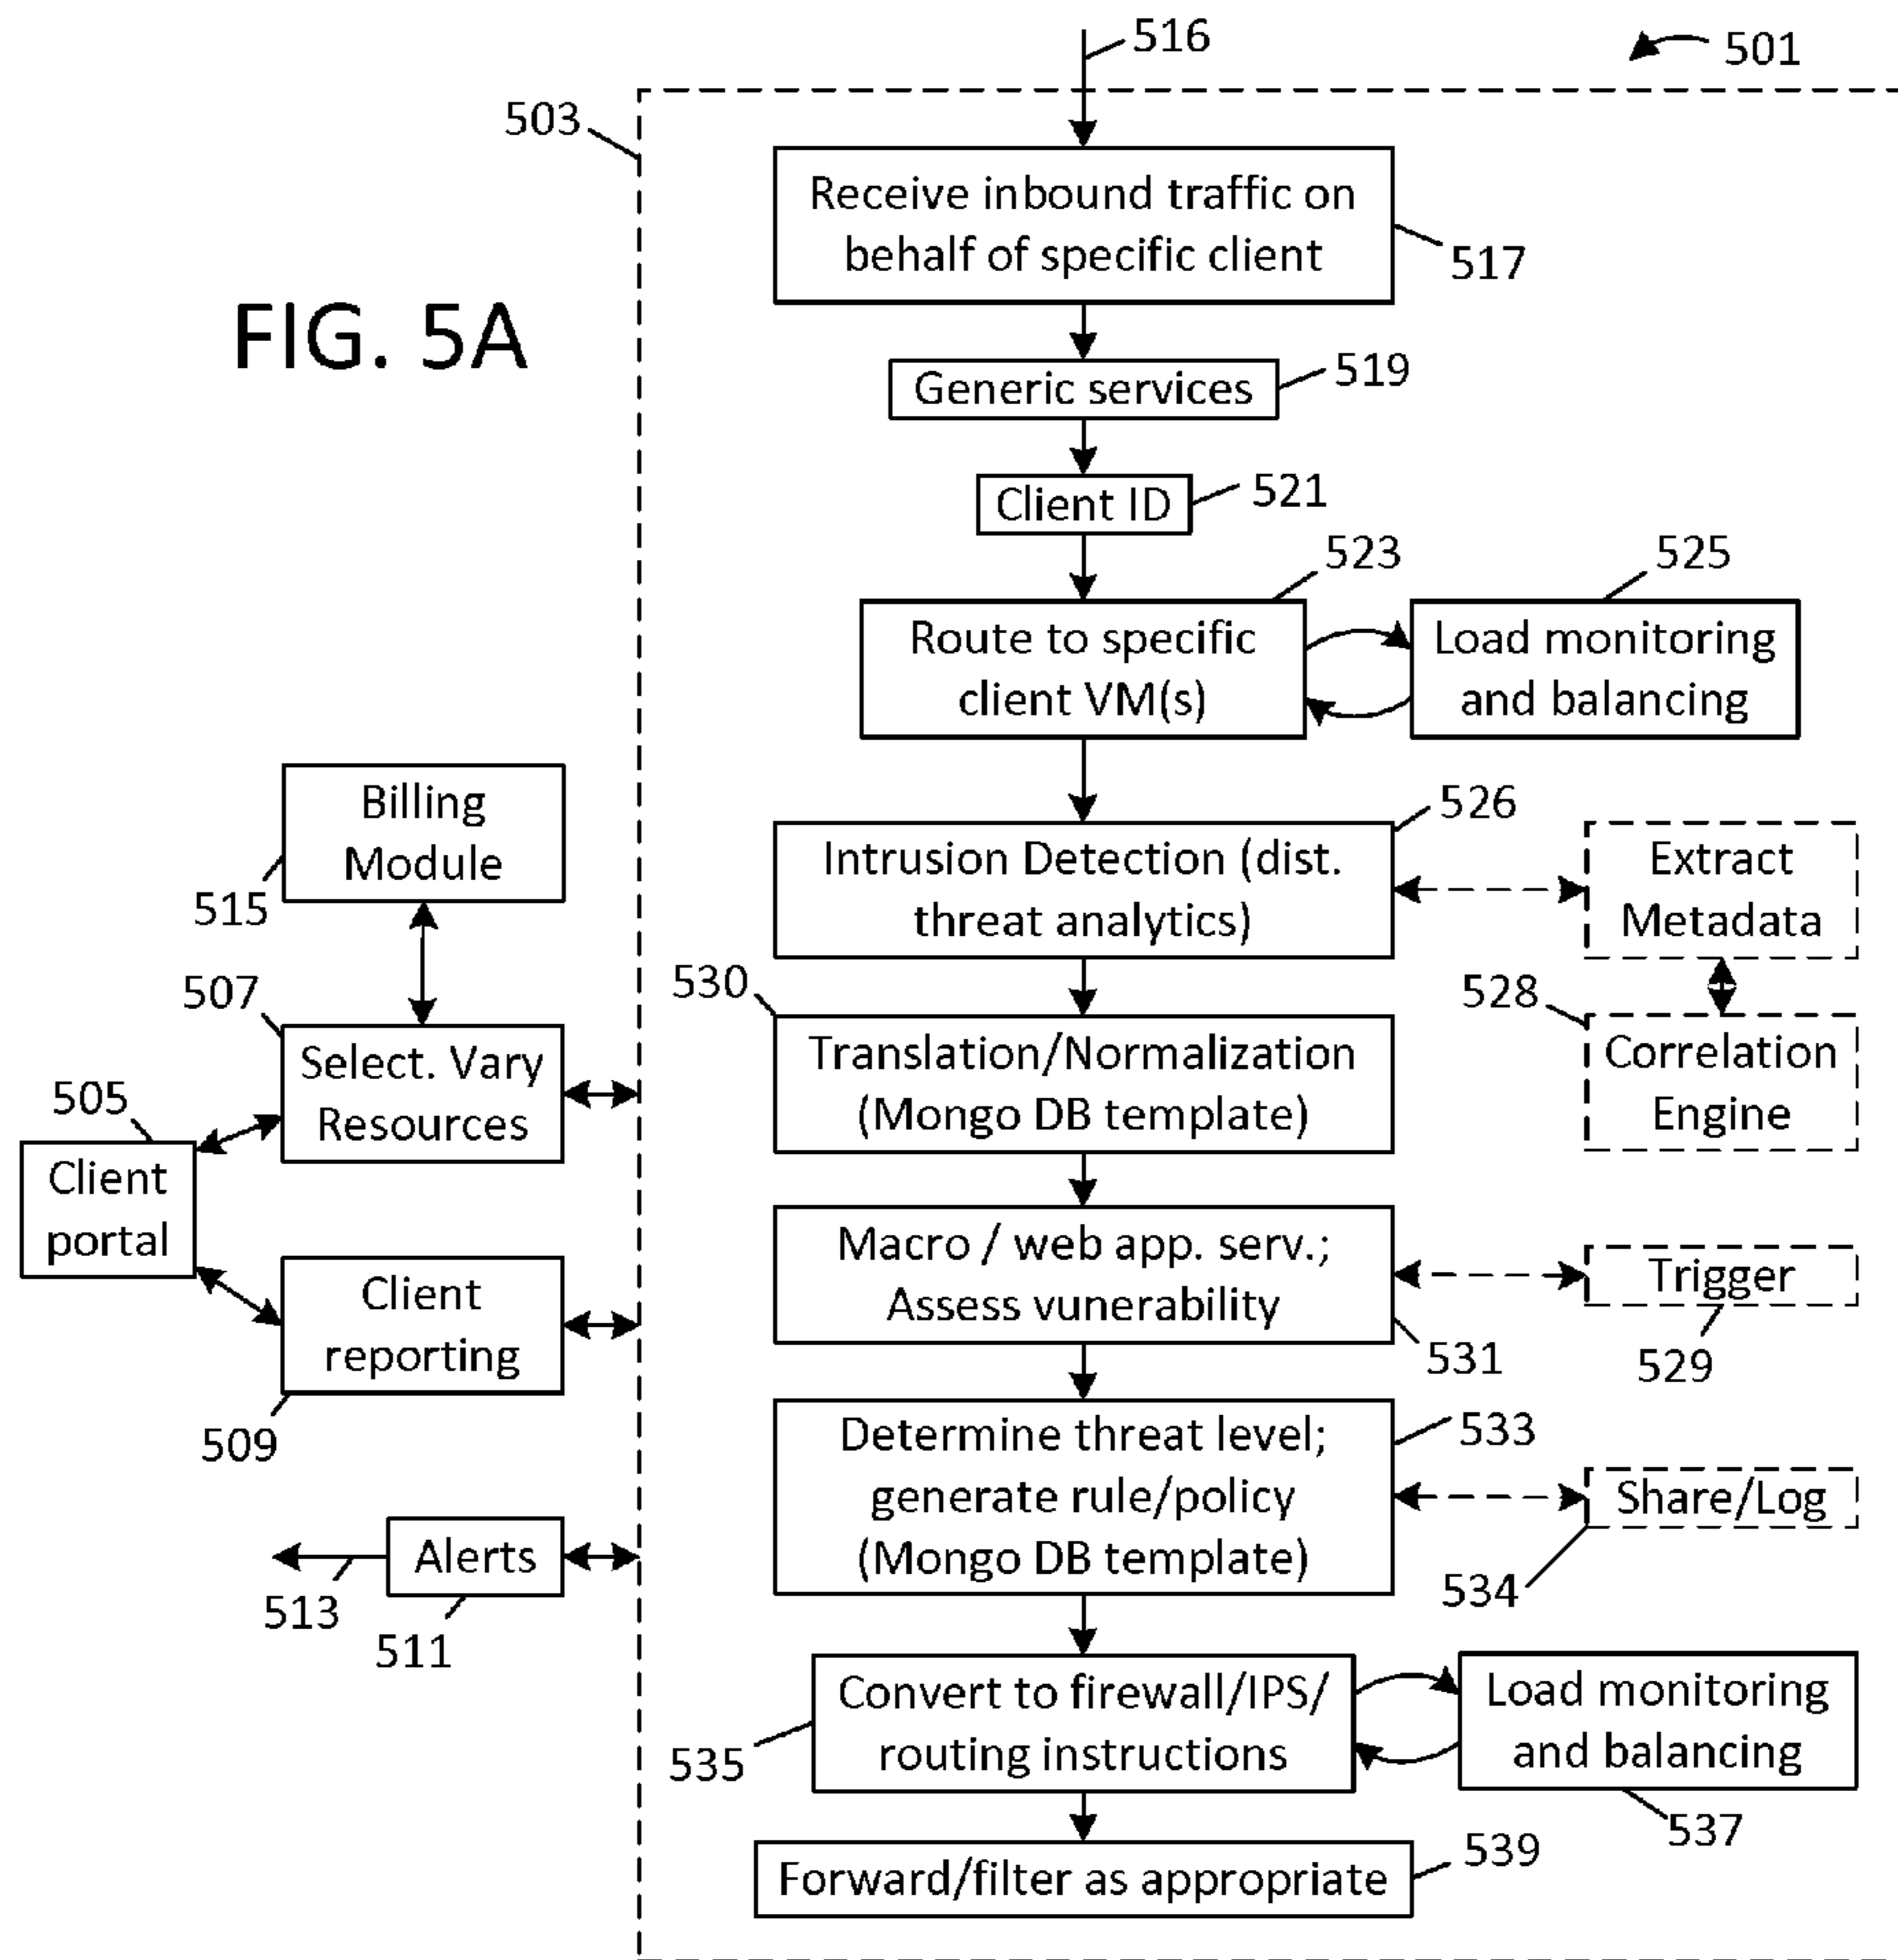 516
501
503
Receive inbound traffic on
behalf of specific client
517
FIG. 5A
Generic services
519
Client ID
521
523
525
Route to specific
client VM(s)
Load monitoring
and balancing
Billing
Module
515
526
Intrusion Detection (dist.
threat analytics)
Extract
Metadata
507
530
528
Select. Vary
Resources
Translation/Normalization
(Mongo DB template)
Correlation
Engine
505
Client
portal
Macro / web app. serv.;
Assess vunerability
531
Trigger
529
Client
reporting
509
Determine threat level;
generate rule/policy
(Mongo DB template)
533
Share/Log
534
Alerts
513
511
Convert to firewall/IPS/
routing instructions
535
Load monitoring
and balancing
537
Forward/filter as appropriate
539